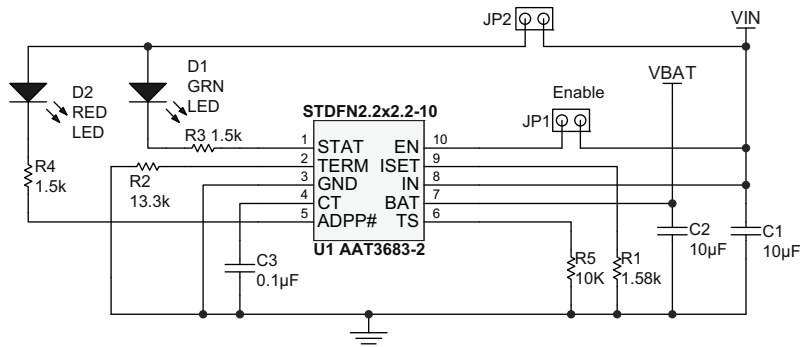 JP2
VIN
D2
RED
LED
D1
GRN
LED
Enable
VBAT
JP1
STDFN2.2x2.2-10
R3 1.5k
R4
1.5k
R2
13.3k
1
2
3
4
5
STAT
TERM
GND
CT
ADPP#
EN
ISET
IN
BAT
TS
10
9
8
7
6
U1 AAT3683-2
C3
0.1μF
R5
10K
R1
1.58k
C2
10μF
C1
10μF